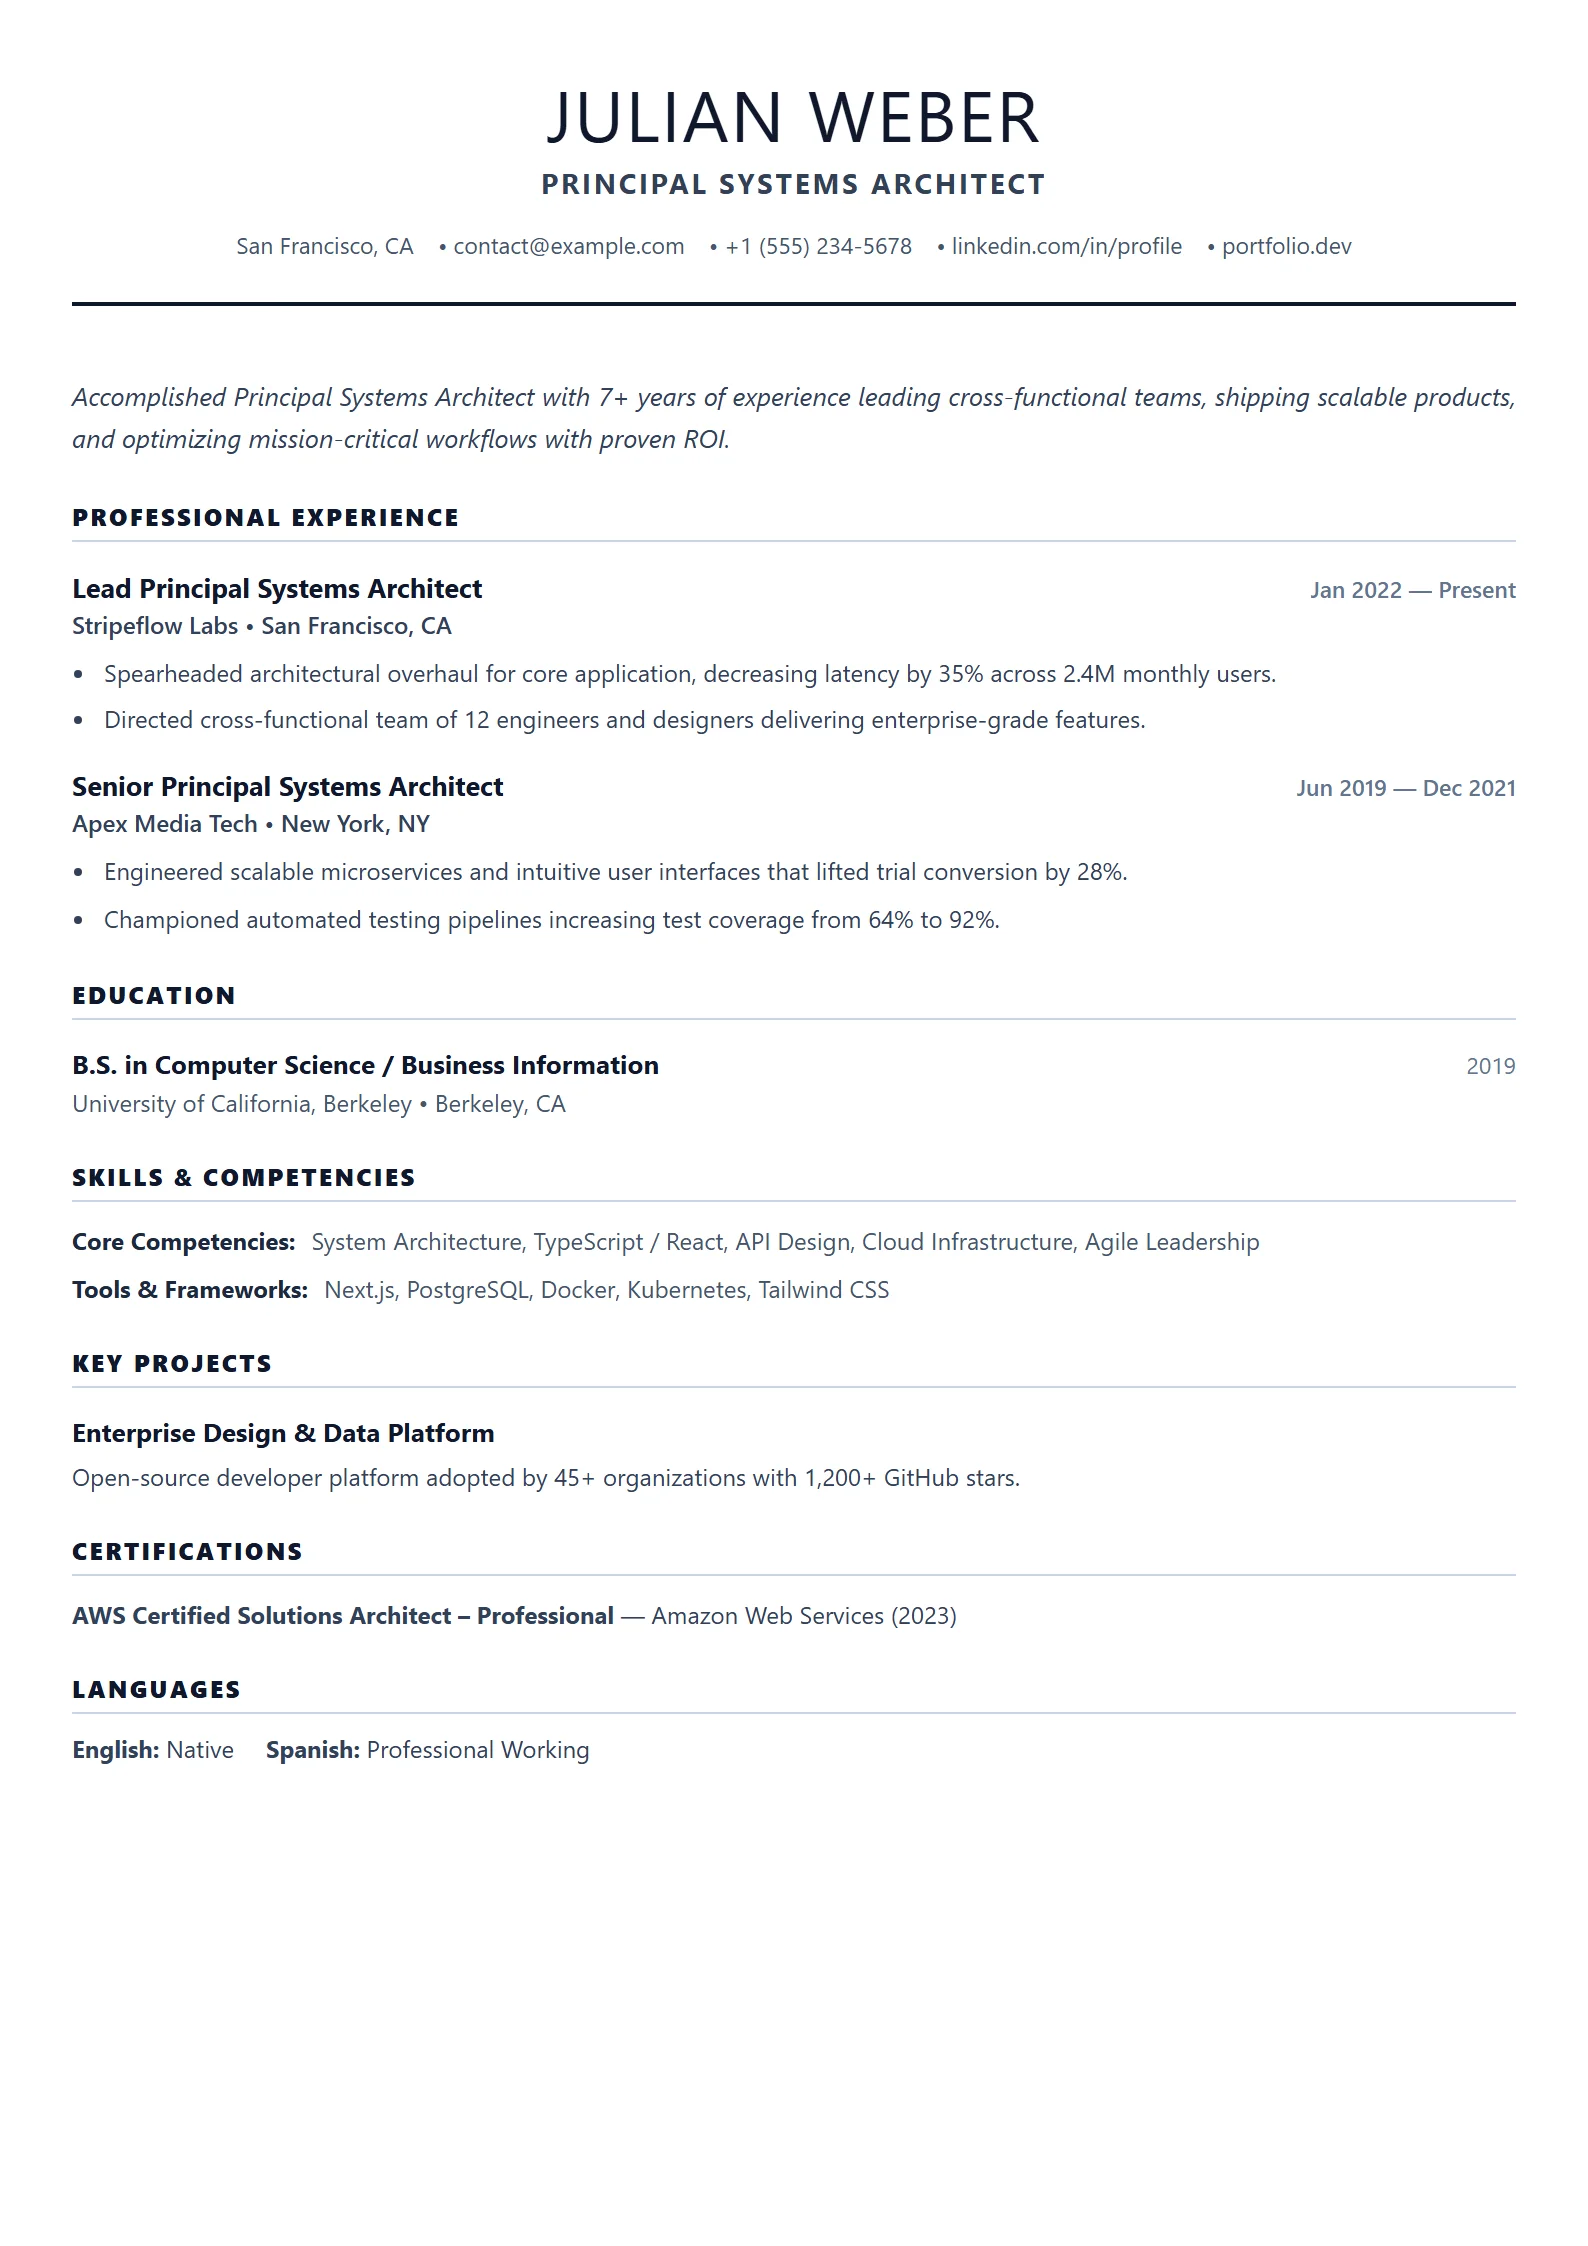 JULIAN WEBER
PRINCIPAL SYSTEMS ARCHITECT
San Francisco, CA • contact@example.com • +1 (555) 234-5678 • linkedin.com/in/profile • portfolio.dev
Accomplished Principal Systems Architect with 7+ years of experience leading cross-functional teams, shipping scalable products,
and optimizing mission-critical workflows with proven ROI.
PROFESSIONAL EXPERIENCE
Lead Principal Systems Architect Jan 2022 — Present
Stripeflow Labs • San Francisco, CA
• Spearheaded architectural overhaul for core application, decreasing latency by 35% across 2.4M monthly users.
• Directed cross-functional team of 12 engineers and designers delivering enterprise-grade features.
Senior Principal Systems Architect Jun 2019 — Dec 2021
Apex Media Tech • New York, NY
• Engineered scalable microservices and intuitive user interfaces that lifted trial conversion by 28%.
• Championed automated testing pipelines increasing test coverage from 64% to 92%.
EDUCATION
B.S. in Computer Science / Business Information 2019
University of California, Berkeley • Berkeley, CA
SKILLS & COMPETENCIES
Core Competencies: System Architecture, TypeScript / React, API Design, Cloud Infrastructure, Agile Leadership
Tools & Frameworks: Next.js, PostgreSQL, Docker, Kubernetes, Tailwind CSS
KEY PROJECTS
Enterprise Design & Data Platform
Open-source developer platform adopted by 45+ organizations with 1,200+ GitHub stars.
CERTIFICATIONS
AWS Certified Solutions Architect – Professional — Amazon Web Services (2023)
LANGUAGES
English: Native Spanish: Professional Working